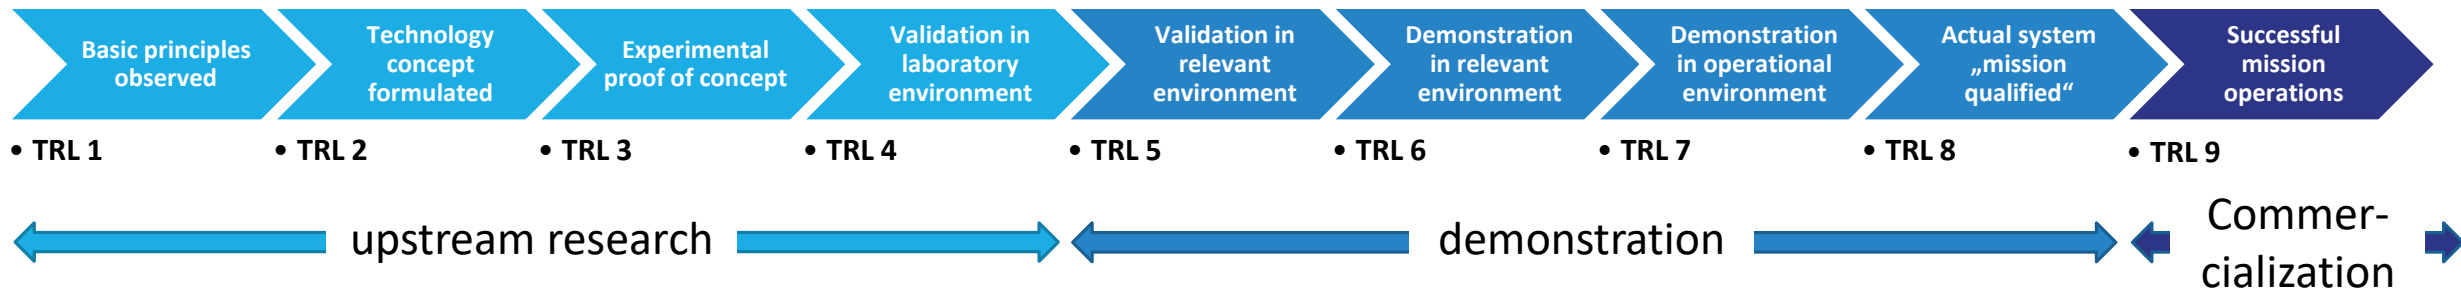 Basic principles
observed
Technology
concept
formulated
Experimental
proof of concept
Validation in
laboratory
environment
Validation in
relevant
environment
Demonstration
in relevant
environment
Demonstration
in operational
environment
Actual system
„mission
qualified“
Successful
mission
operations
• TRL 1
• TRL 2
• TRL 3
• TRL 4
• TRL 5
• TRL 6
• TRL 7
• TRL 8
• TRL 9
upstream research
demonstration
Commer-
cialization